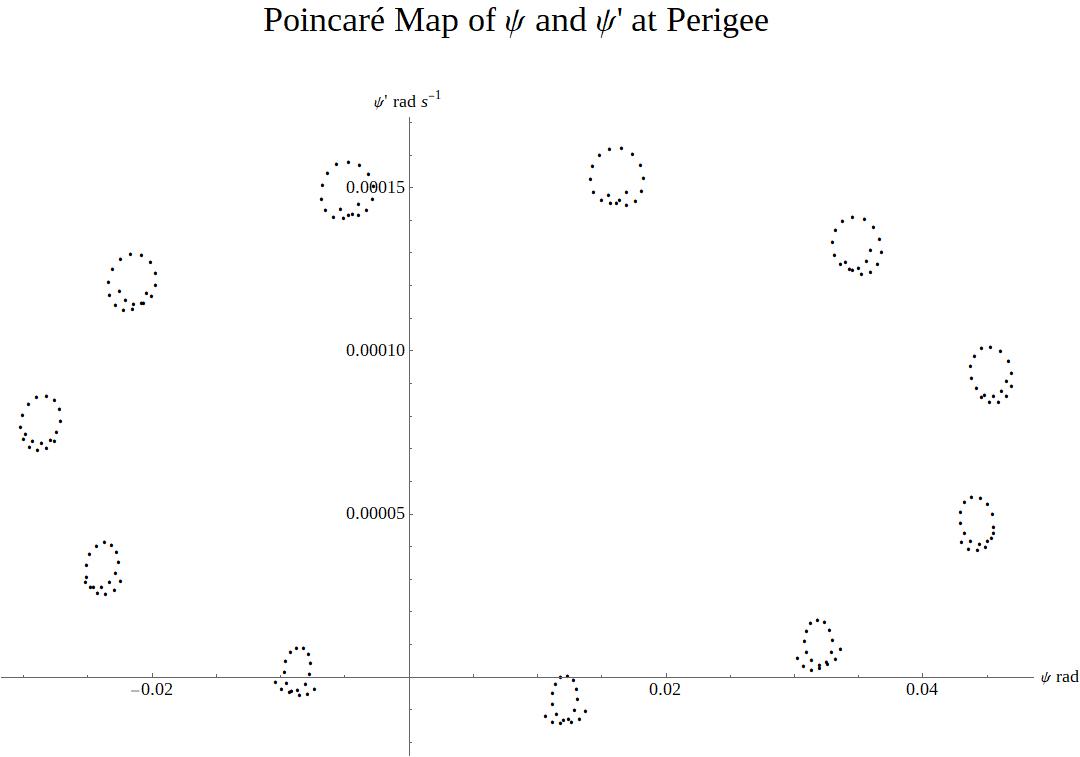 Poincaré Map of ψ and ψ' at Perigee
ψ' rad s⁻¹
0.00015
0.00010
0.00005
−0.02 0.02 0.04 ψ rad